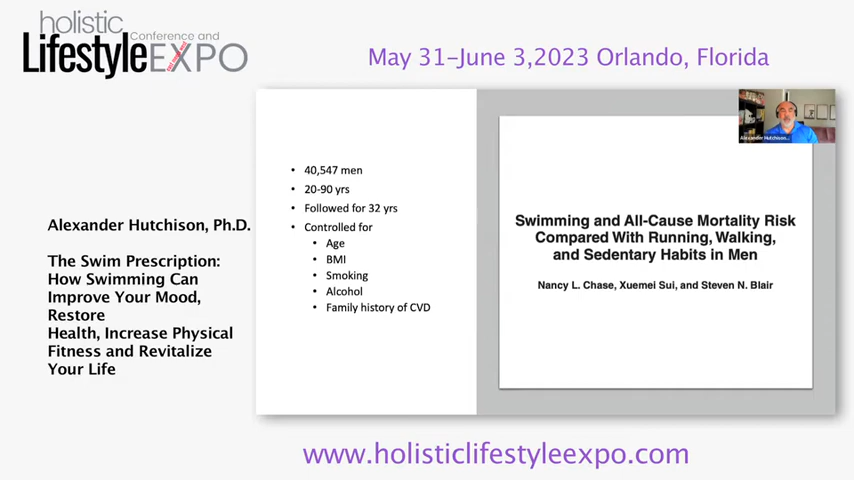 holistic
Conference and
LifestyleEXPO
May 31-June 3,2023 Orlando, Florida
Alexander Hutchison, Ph.D.
The Swim Prescription:
How Swimming Can
Improve Your Mood,
Restore
Health, Increase Physical
Fitness and Revitalize
Your Life
• 40,547 men
• 20-90 yrs
• Followed for 32 yrs
• Controlled for
• Age
• BMI
• Smoking
• Alcohol
• Family history of CVD
Alexander Hutchison...
Swimming and All-Cause Mortality Risk
Compared With Running, Walking,
and Sedentary Habits in Men
Nancy L. Chase, Xuemei Sui, and Steven N. Blair
www.holisticlifestyleexpo.com